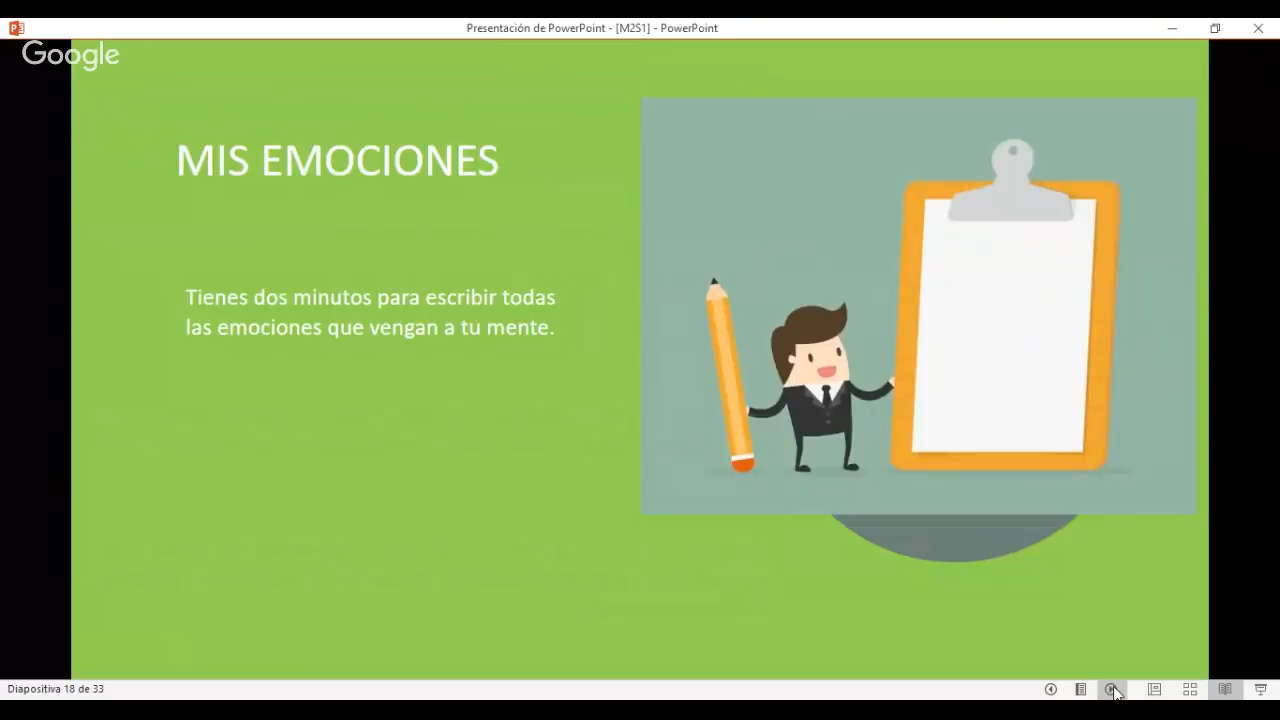 Presentación de PowerPoint - [M2S1] - PowerPoint
Google
MIS EMOCIONES
Tienes dos minutos para escribir todas
las emociones que vengan a tu mente.
Diapositiva 18 de 33